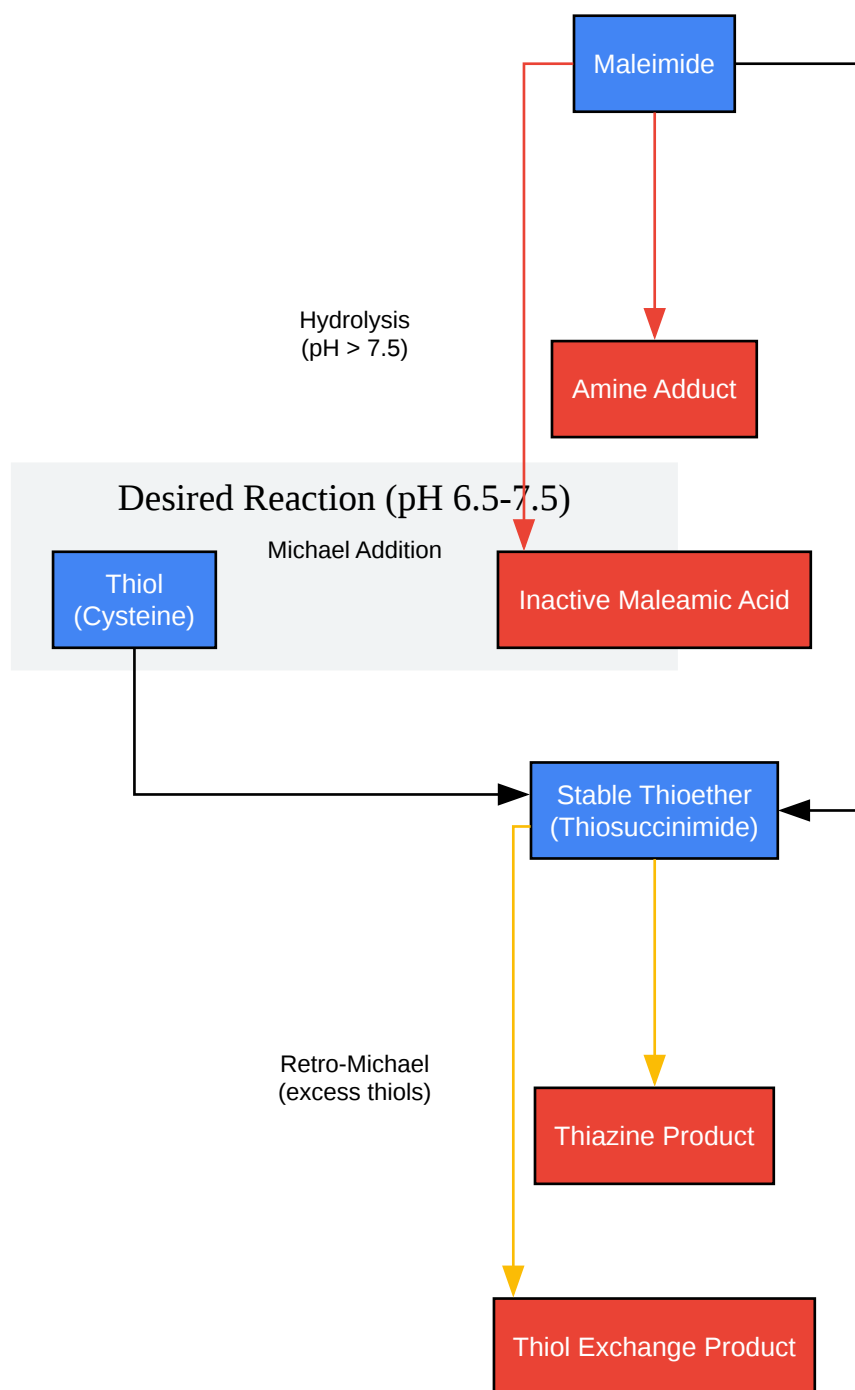 Maleimide
Hydrolysis
(pH > 7.5)
Amine Adduct
Desired Reaction (pH 6.5-7.5)
Michael Addition
Thiol
(Cysteine)
Inactive Maleamic Acid
Stable Thioether
(Thiosuccinimide)
Retro-Michael
(excess thiols)
Thiazine Product
Thiol Exchange Product